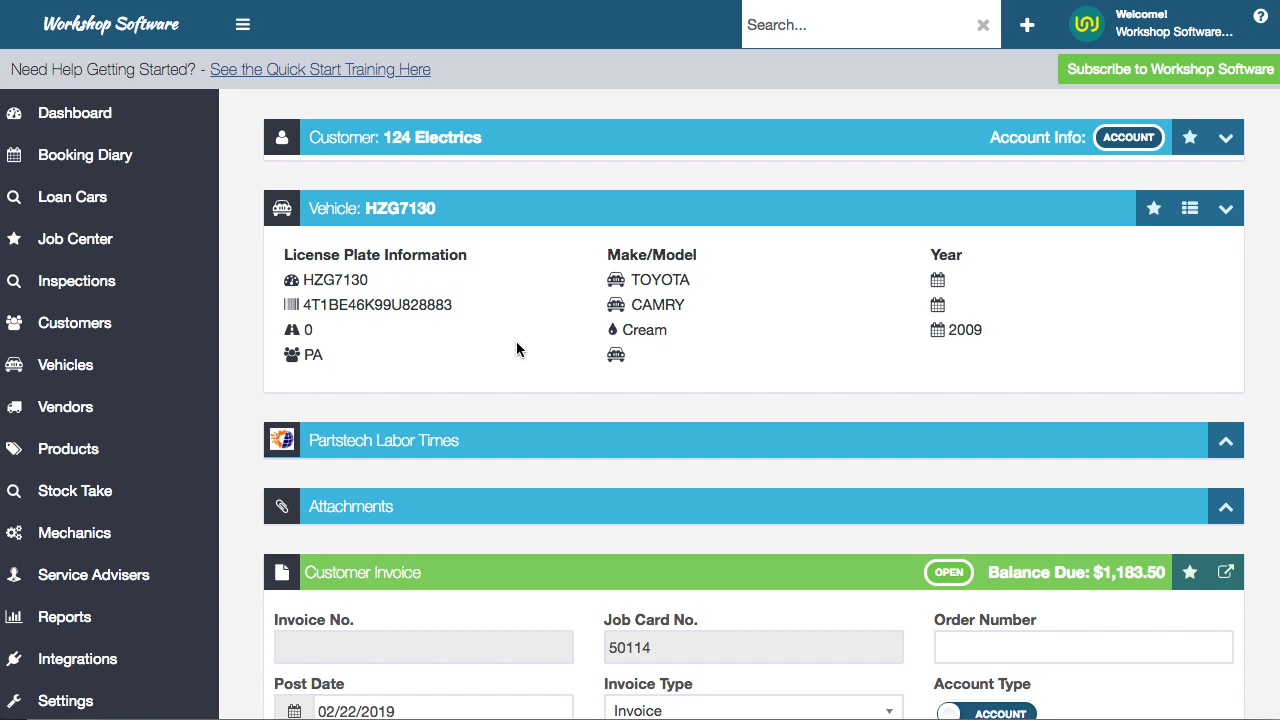 Workshop Software
Search...
Welcome!
Workshop Software...
Need Help Getting Started? - See the Quick Start Training Here
Subscribe to Workshop Software
Dashboard
Booking Diary
Loan Cars
Job Center
Inspections
Customers
Vehicles
Vendors
Products
Stock Take
Mechanics
Service Advisers
Reports
Integrations
Settings
Customer: 124 Electrics
Account Info: ACCOUNT
Vehicle: HZG7130
License Plate Information
HZG7130
4T1BE46K99U828883
0
PA
Make/Model
TOYOTA
CAMRY
Cream
Year
2009
Partstech Labor Times
Attachments
Customer Invoice
OPEN
Balance Due: $1,183.50
Invoice No.
Job Card No.
50114
Order Number
Post Date
02/22/2019
Invoice Type
Invoice
Account Type
ACCOUNT